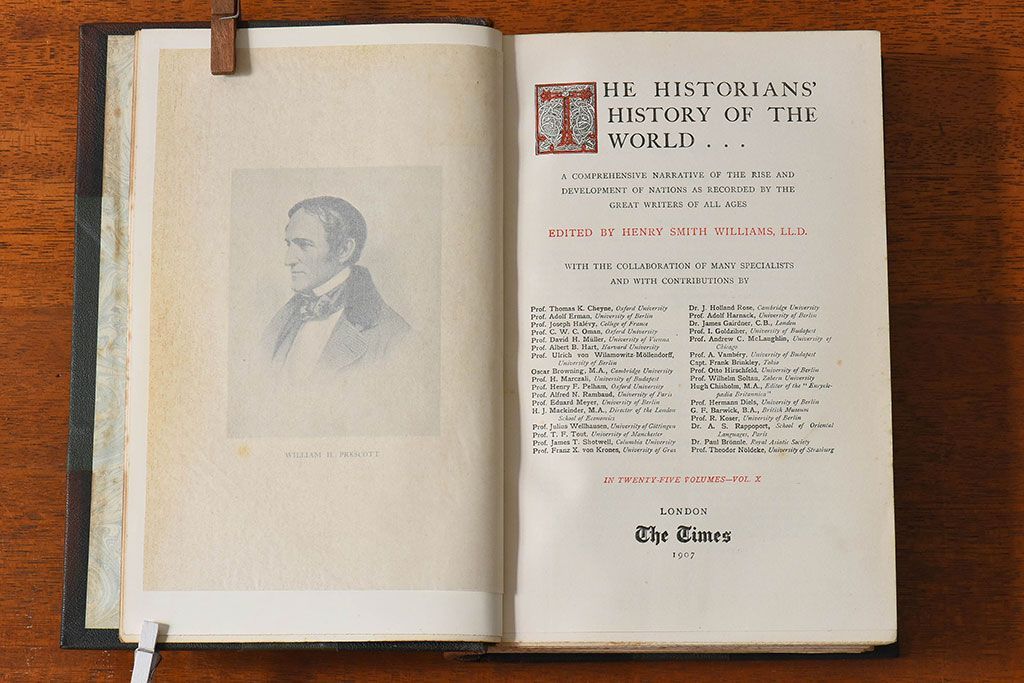 WILLIAM H. PRESCOTT
THE HISTORIANS'
HISTORY OF THE
WORLD . . .
A COMPREHENSIVE NARRATIVE OF THE RISE AND
DEVELOPMENT OF NATIONS AS RECORDED BY THE
GREAT WRITERS OF ALL AGES
EDITED BY HENRY SMITH WILLIAMS, LL.D.
WITH THE COLLABORATION OF MANY SPECIALISTS
AND WITH CONTRIBUTIONS BY
Prof. Thomas K. Cheyne, Oxford University
Prof. Adolf Erman, University of Berlin
Prof. Joseph Halévy, College of France
Prof. C. W. C. Oman, Oxford University
Prof. David H. Müller, University of Vienna
Prof. Albert B. Hart, Harvard University
Prof. Ulrich von Wilamowitz-Möllendorff,
University of Berlin
Oscar Browning, M.A., Cambridge University
Prof. H. Marczali, University of Budapest
Prof. Henry F. Pelham, Oxford University
Prof. Alfred N. Rambaud, University of Paris
Prof. Eduard Meyer, University of Berlin
H. J. Mackinder, M.A., Director of the London
School of Economics
Prof. Julius Wellhausen, University of Göttingen
Prof. T. F. Tout, University of Manchester
Prof. James T. Shotwell, Columbia University
Prof. Franz X. von Krones, University of Graz
Dr. J. Holland Rose, Cambridge University
Prof. Adolf Harnack, University of Berlin
Dr. James Gairdner, C.B., London
Prof. I. Goldziher, University of Budapest
Prof. Andrew C. McLaughlin, University of
Chicago
Prof. A. Vambéry, University of Budapest
Capt. Frank Brinkley, Tokio
Prof. Otto Hirschfeld, University of Berlin
Prof. Wilhelm Soltau, Zabern University
Hugh Chisholm, M.A., Editor of the "Encyclo-
pædia Britannica"
Prof. Hermann Diels, University of Berlin
G. F. Barwick, B.A., British Museum
Prof. R. Koser, University of Berlin
Dr. A. S. Rappoport, School of Oriental
Languages, Paris
Dr. Paul Brönnle, Royal Asiatic Society
Prof. Theodor Nöldeke, University of Strasburg
IN TWENTY-FIVE VOLUMES—VOL. X
LONDON
The Times
1907